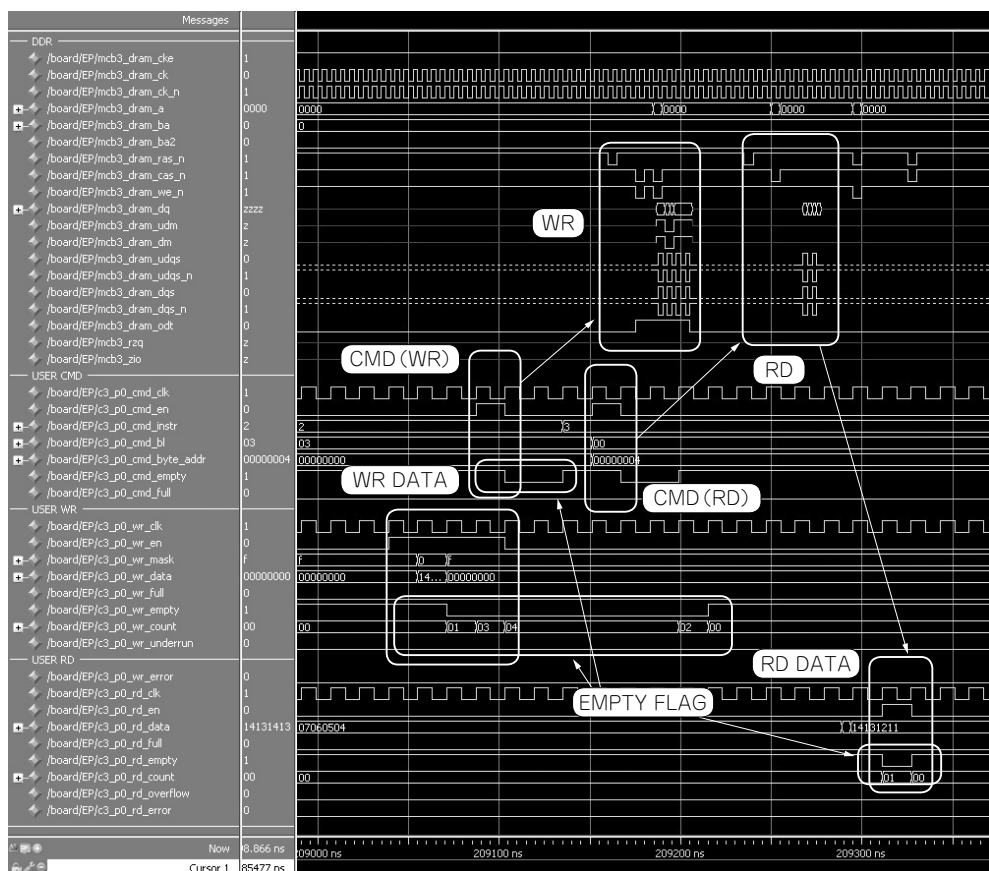 Messages
DDR
/board/EP/mcb3_dram_cke 1
/board/EP/mcb3_dram_ck 0
/board/EP/mcb3_dram_ck_n 1
/board/EP/mcb3_dram_a 0000 0000 0000 0000 0000
/board/EP/mcb3_dram_ba 0 0
/board/EP/mcb3_dram_ba2 0
/board/EP/mcb3_dram_ras_n 1
/board/EP/mcb3_dram_cas_n 1
/board/EP/mcb3_dram_we_n 1
/board/EP/mcb3_dram_dq zzzz
/board/EP/mcb3_dram_udm z
WR
/board/EP/mcb3_dram_dm z
/board/EP/mcb3_dram_udqs 0
/board/EP/mcb3_dram_udqs_n 1
/board/EP/mcb3_dram_dqs 0
/board/EP/mcb3_dram_dqs_n 1
/board/EP/mcb3_dram_odt 0
/board/EP/mcb3_rzq z
/board/EP/mcb3_zio z
CMD (WR)
RD
USER CMD
/board/EP/c3_p0_cmd_clk 1
/board/EP/c3_p0_cmd_en 0
/board/EP/c3_p0_cmd_instr 2 2 3
/board/EP/c3_p0_cmd_bl 03 03 00
/board/EP/c3_p0_cmd_byte_addr 00000004 00000000 00000004
/board/EP/c3_p0_cmd_empty 1
WR DATA
/board/EP/c3_p0_cmd_full 0
CMD (RD)
USER WR
/board/EP/c3_p0_wr_clk 1
/board/EP/c3_p0_wr_en 0
/board/EP/c3_p0_wr_mask f f 0 f
/board/EP/c3_p0_wr_data 00000000 00000000 14... 00000000
/board/EP/c3_p0_wr_full 0
/board/EP/c3_p0_wr_empty 1
/board/EP/c3_p0_wr_count 00 00 01 03 04 02 00
/board/EP/c3_p0_wr_underrun 0
USER RD
RD DATA
/board/EP/c3_p0_wr_error 0
/board/EP/c3_p0_rd_clk 1
/board/EP/c3_p0_rd_en 0
EMPTY FLAG
/board/EP/c3_p0_rd_data 14131413 07060504 14131211
/board/EP/c3_p0_rd_full 0
/board/EP/c3_p0_rd_empty 1
/board/EP/c3_p0_rd_count 00 00 01 00
/board/EP/c3_p0_rd_overflow 0
/board/EP/c3_p0_rd_error 0
Now 8.866 ns
209000 ns 209100 ns 209200 ns 209300 ns
Cursor 1 85477 ns